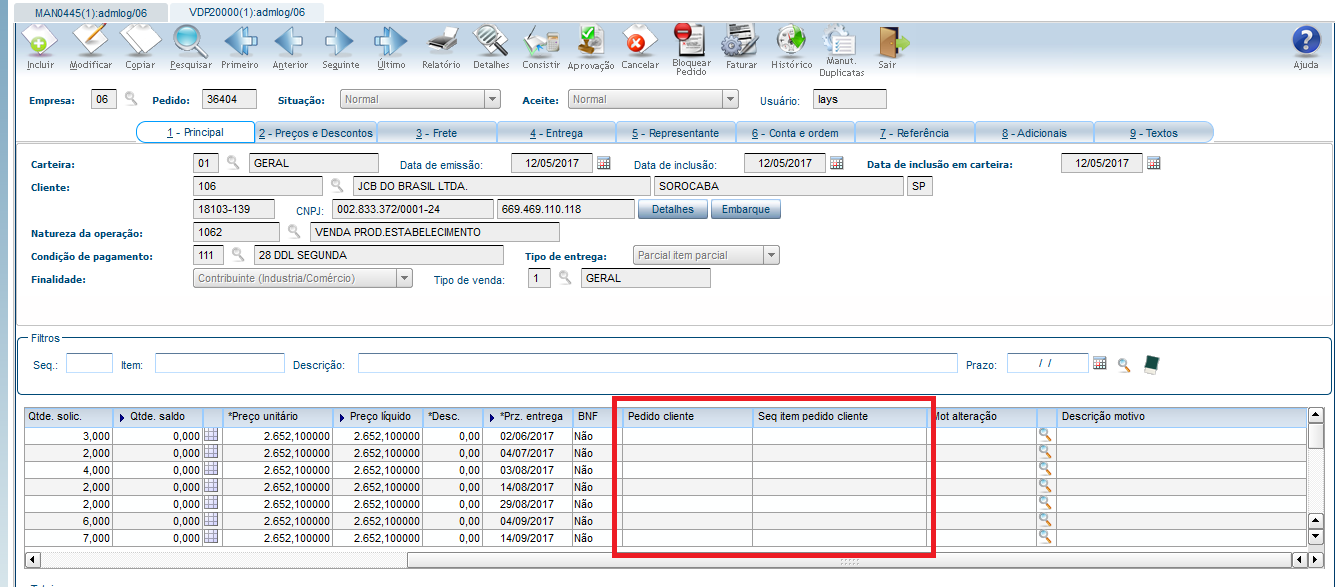 MAN0445(1):admlog/06 VDP20000(1):admlog/06
Incluir Modificar Copiar Pesquisar Primeiro Anterior Seguinte Último Relatório Detalhes Consistir Aprovação Cancelar Bloquear Pedido Faturar Histórico Manut. Duplicatas Sair Ajuda
Empresa: 06 Pedido: 36404 Situação: Normal Aceite: Normal Usuário: lays
1 - Principal 2 - Preços e Descontos 3 - Frete 4 - Entrega 5 - Representante 6 - Conta e ordem 7 - Referência 8 - Adicionais 9 - Textos
Carteira: 01 GERAL Data de emissão: 12/05/2017 Data de inclusão: 12/05/2017 Data de inclusão em carteira: 12/05/2017
Cliente: 106 JCB DO BRASIL LTDA. SOROCABA SP
18103-139 CNPJ: 002.833.372/0001-24 669.469.110.118 Detalhes Embarque
Natureza da operação: 1062 VENDA PROD.ESTABELECIMENTO
Condição de pagamento: 111 28 DDL SEGUNDA Tipo de entrega: Parcial item parcial
Finalidade: Contribuinte (Industria/Comércio) Tipo de venda: 1 GERAL
Filtros
Seq.: Item: Descrição: Prazo: / /
Qtde. solic. Qtde. saldo *Preço unitário Preço líquido *Desc. *Prz. entrega BNF Pedido cliente Seq item pedido cliente Mot alteração Descrição motivo
3,000 0,000 2.652,100000 2.652,100000 0,00 02/06/2017 Não
2,000 0,000 2.652,100000 2.652,100000 0,00 04/07/2017 Não
4,000 0,000 2.652,100000 2.652,100000 0,00 03/08/2017 Não
2,000 0,000 2.652,100000 2.652,100000 0,00 14/08/2017 Não
2,000 0,000 2.652,100000 2.652,100000 0,00 29/08/2017 Não
6,000 0,000 2.652,100000 2.652,100000 0,00 04/09/2017 Não
7,000 0,000 2.652,100000 2.652,100000 0,00 14/09/2017 Não